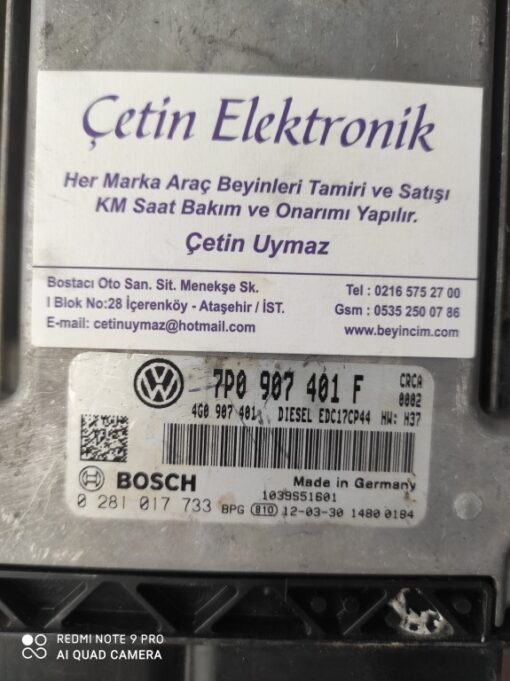 Çetin Elektronik
Her Marka Araç Beyinleri Tamiri ve Satışı
KM Saat Bakım ve Onarımı Yapılır.
Çetin Uymaz
Bostacı Oto San. Sit. Menekşe Sk.
I Blok No:28 İçerenköy - Ataşehir / İST.
E-mail: cetinuymaz@hotmail.com
Tel : 0216 575 27 00
Gsm : 0535 250 07 86
www.beyincim.com
7P0 907 401 F
CRCA
0002
4G0 907 401 DIESEL EDC17CP44 HW: H37
BOSCH
Made in Germany
1039S51601
0 281 017 733 BPG 810 12-03-30 1480 0184
REDMI NOTE 9 PRO
AI QUAD CAMERA